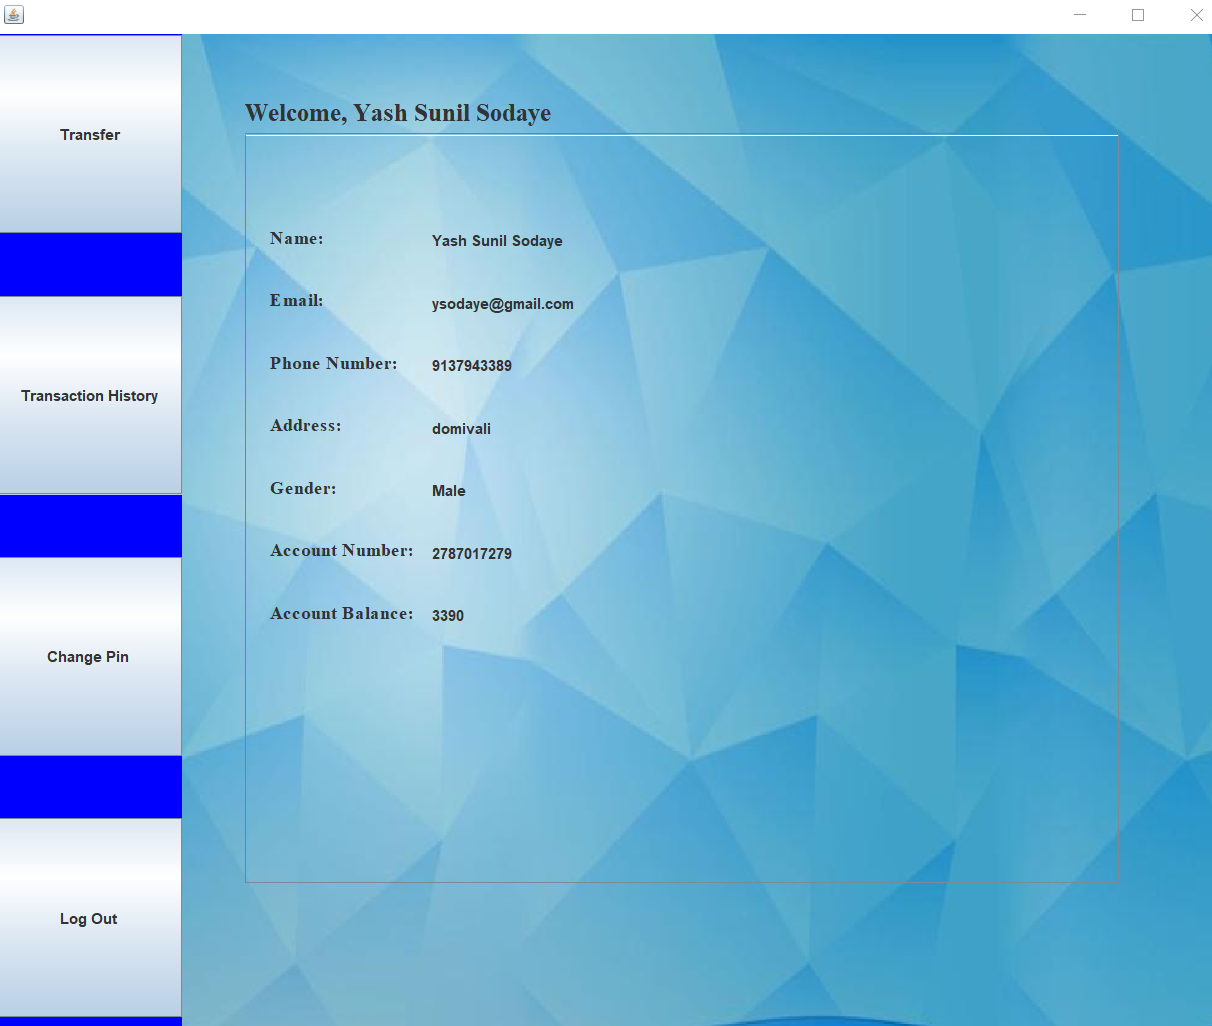 Welcome, Yash Sunil Sodaye
Transfer
Transaction History
Change Pin
Log Out
Name: Yash Sunil Sodaye
Email: ysodaye@gmail.com
Phone Number: 9137943389
Address: domivali
Gender: Male
Account Number: 2787017279
Account Balance: 3390